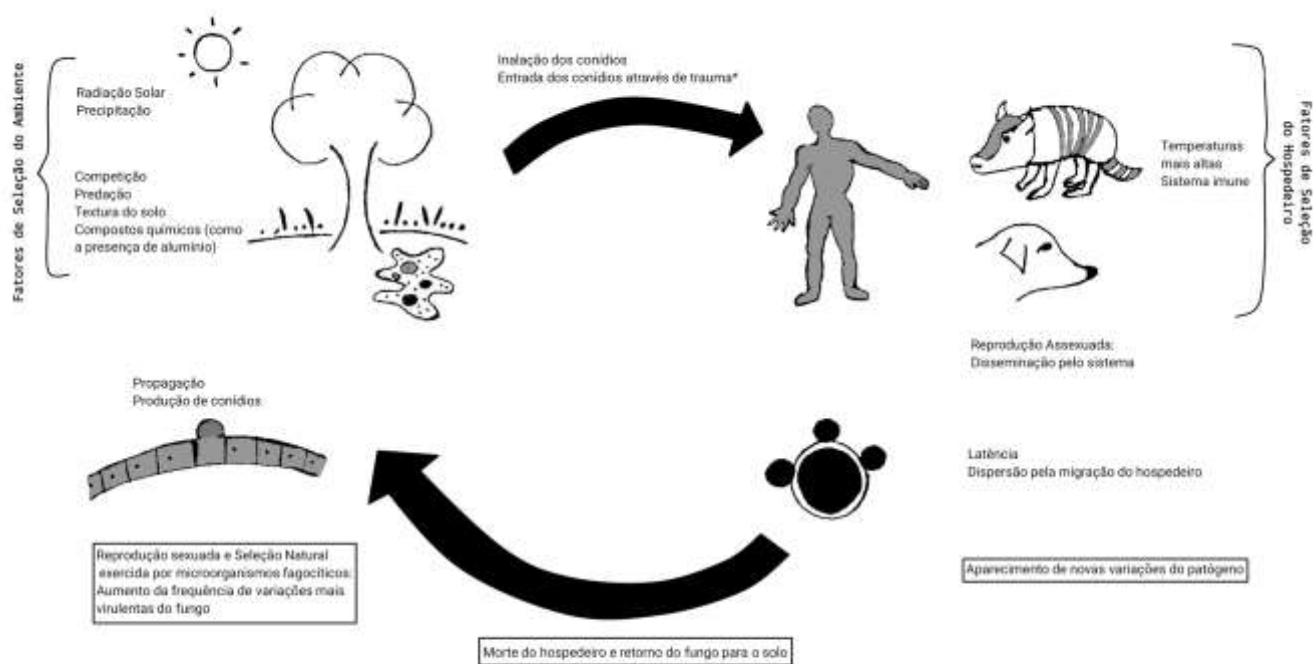 Fatores de Seleção do Ambiente
Radiação Solar
Precipitação
Competição
Predação
Textura do solo
Compostos químicos (como
a presença de alumínio)
Inalação dos conídios
Entrada dos conídios através de trauma*
Temperaturas
mais altas
Sistema imune
Fatores de Seleção
do Hospedeiro
Reprodução Assexuada:
Disseminação pelo sistema
Propagação
Produção de conídios
Latência
Dispersão pela migração do hospedeiro
Reprodução sexuada e Seleção Natural
exercida por microorganismos fagocíticos:
Aumento da frequência de variações mais
virulentas do fungo
Aparecimento de novas variações do patógeno
Morte do hospedeiro e retorno do fungo para o solo